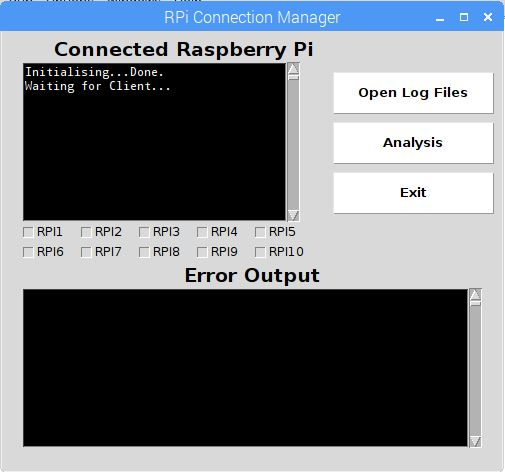 RPi Connection Manager
Connected Raspberry Pi
Initialising...Done.
Waiting for Client...
Open Log Files
Analysis
Exit
RPI1 RPI2 RPI3 RPI4 RPI5
RPI6 RPI7 RPI8 RPI9 RPI10
Error Output